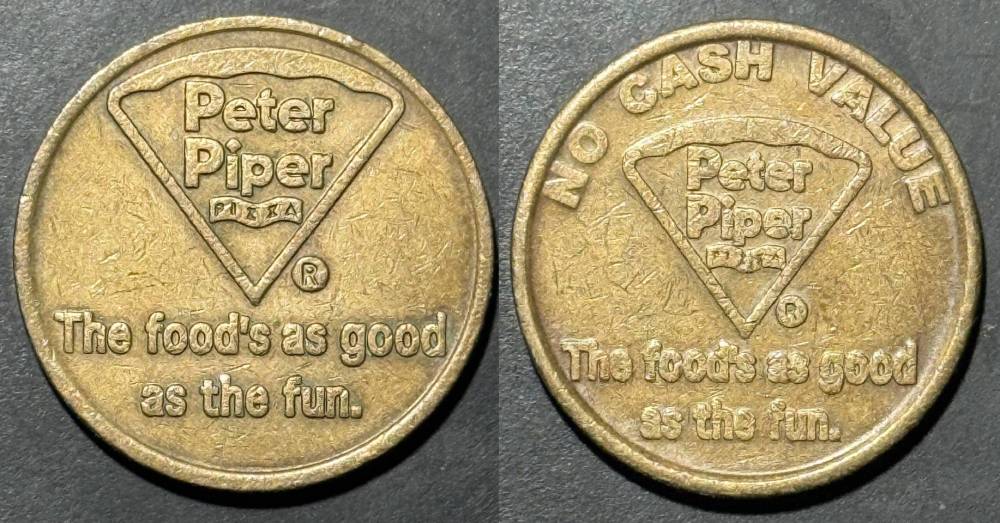 Peter
Piper
PIZZA
®
The food's as good
as the fun.
NO CASH VALUE
Peter
Piper
PIZZA
®
The food's as good
as the fun.